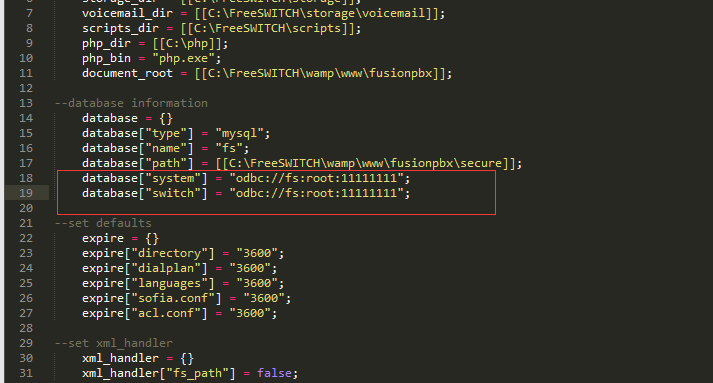 6 storage_dir = [[C:\FreeSWITCH\storage]];
7 voicemail_dir = [[C:\FreeSWITCH\storage\voicemail]];
8 scripts_dir = [[C:\FreeSWITCH\scripts]];
9 php_dir = [[C:\php]];
10 php_bin = "php.exe";
11 document_root = [[C:\FreeSWITCH\wamp\www\fusionpbx]];
12
13 --database information
14 database = {}
15 database["type"] = "mysql";
16 database["name"] = "fs";
17 database["path"] = [[C:\FreeSWITCH\wamp\www\fusionpbx\secure]];
18 database["system"] = "odbc://fs:root:11111111";
19 database["switch"] = "odbc://fs:root:11111111";
20
21 --set defaults
22 expire = {}
23 expire["directory"] = "3600";
24 expire["dialplan"] = "3600";
25 expire["languages"] = "3600";
26 expire["sofia.conf"] = "3600";
27 expire["acl.conf"] = "3600";
28
29 --set xml_handler
30 xml_handler = {}
31 xml_handler["fs_path"] = false;